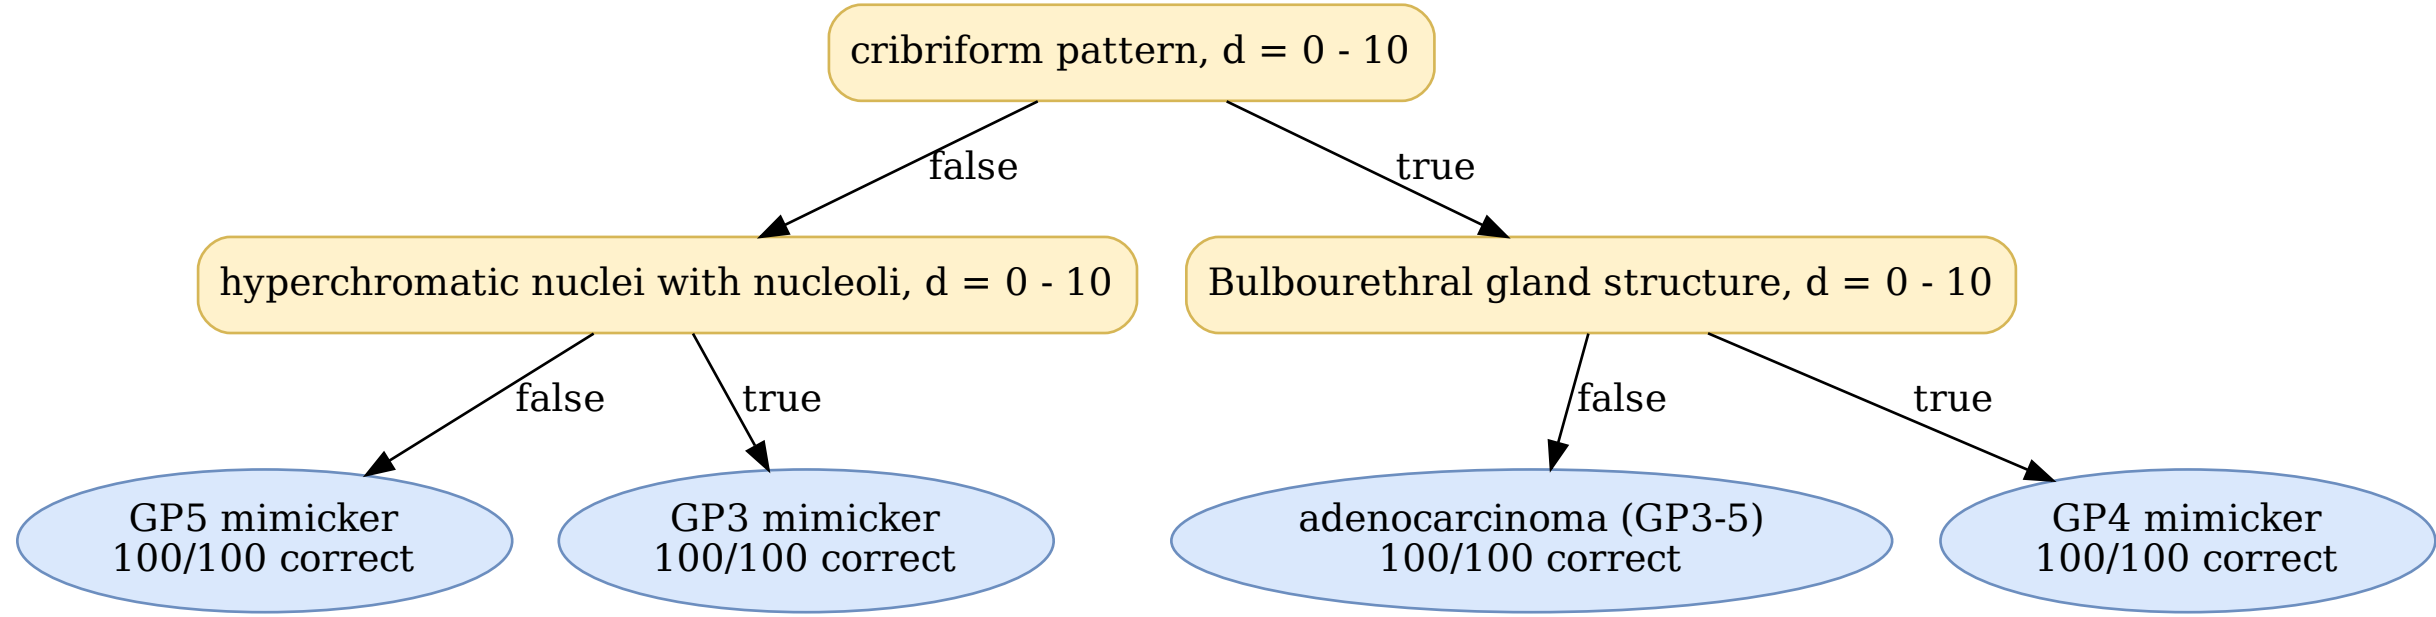 cribriform pattern, d = 0 - 10
false
true
hyperchromatic nuclei with nucleoli, d = 0 - 10
Bulbourethral gland structure, d = 0 - 10
false
true
false
true
GP5 mimicker
100/100 correct
GP3 mimicker
100/100 correct
adenocarcinoma (GP3-5)
100/100 correct
GP4 mimicker
100/100 correct